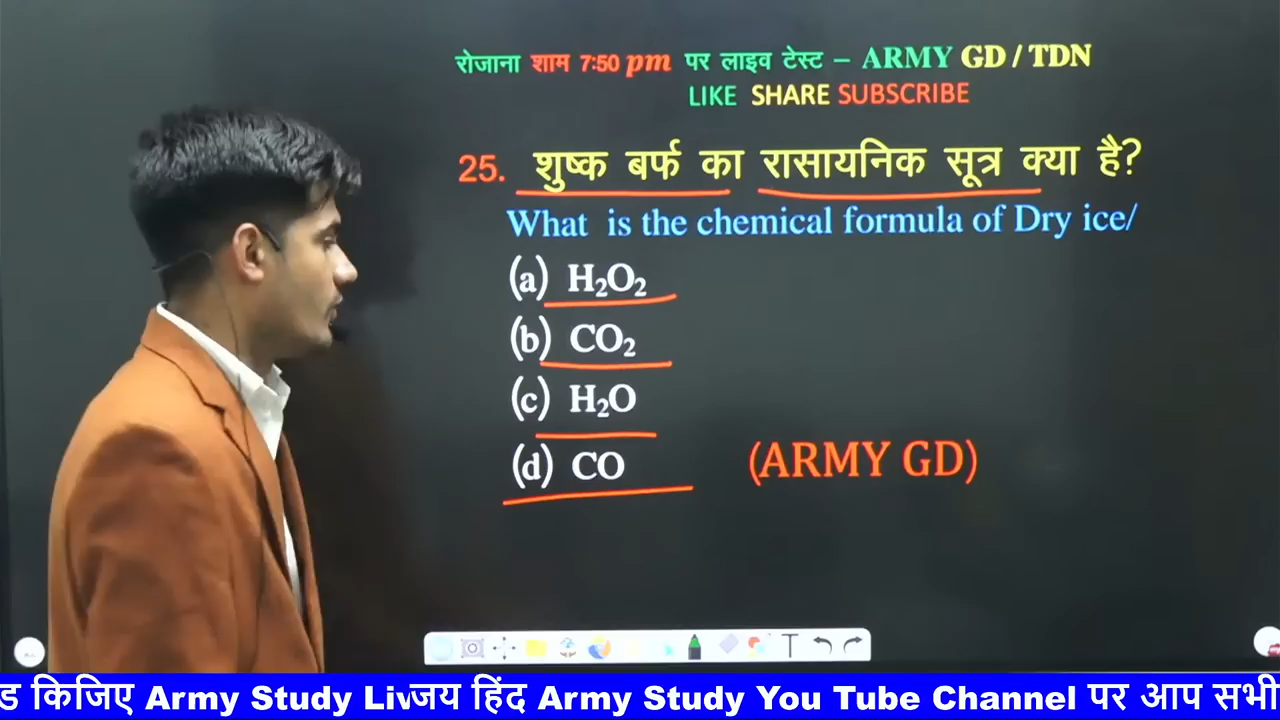 रोजाना शाम 7:50 pm पर लाइव टेस्ट – ARMY GD / TDN
LIKE SHARE SUBSCRIBE
25. शुष्क बर्फ का रासायनिक सूत्र क्या है?
What is the chemical formula of Dry ice/
(a) H₂O₂
(b) CO₂
(c) H₂O
(d) CO (ARMY GD)
T
ड किजिए Army Study Livजय हिंद Army Study You Tube Channel पर आप सभी